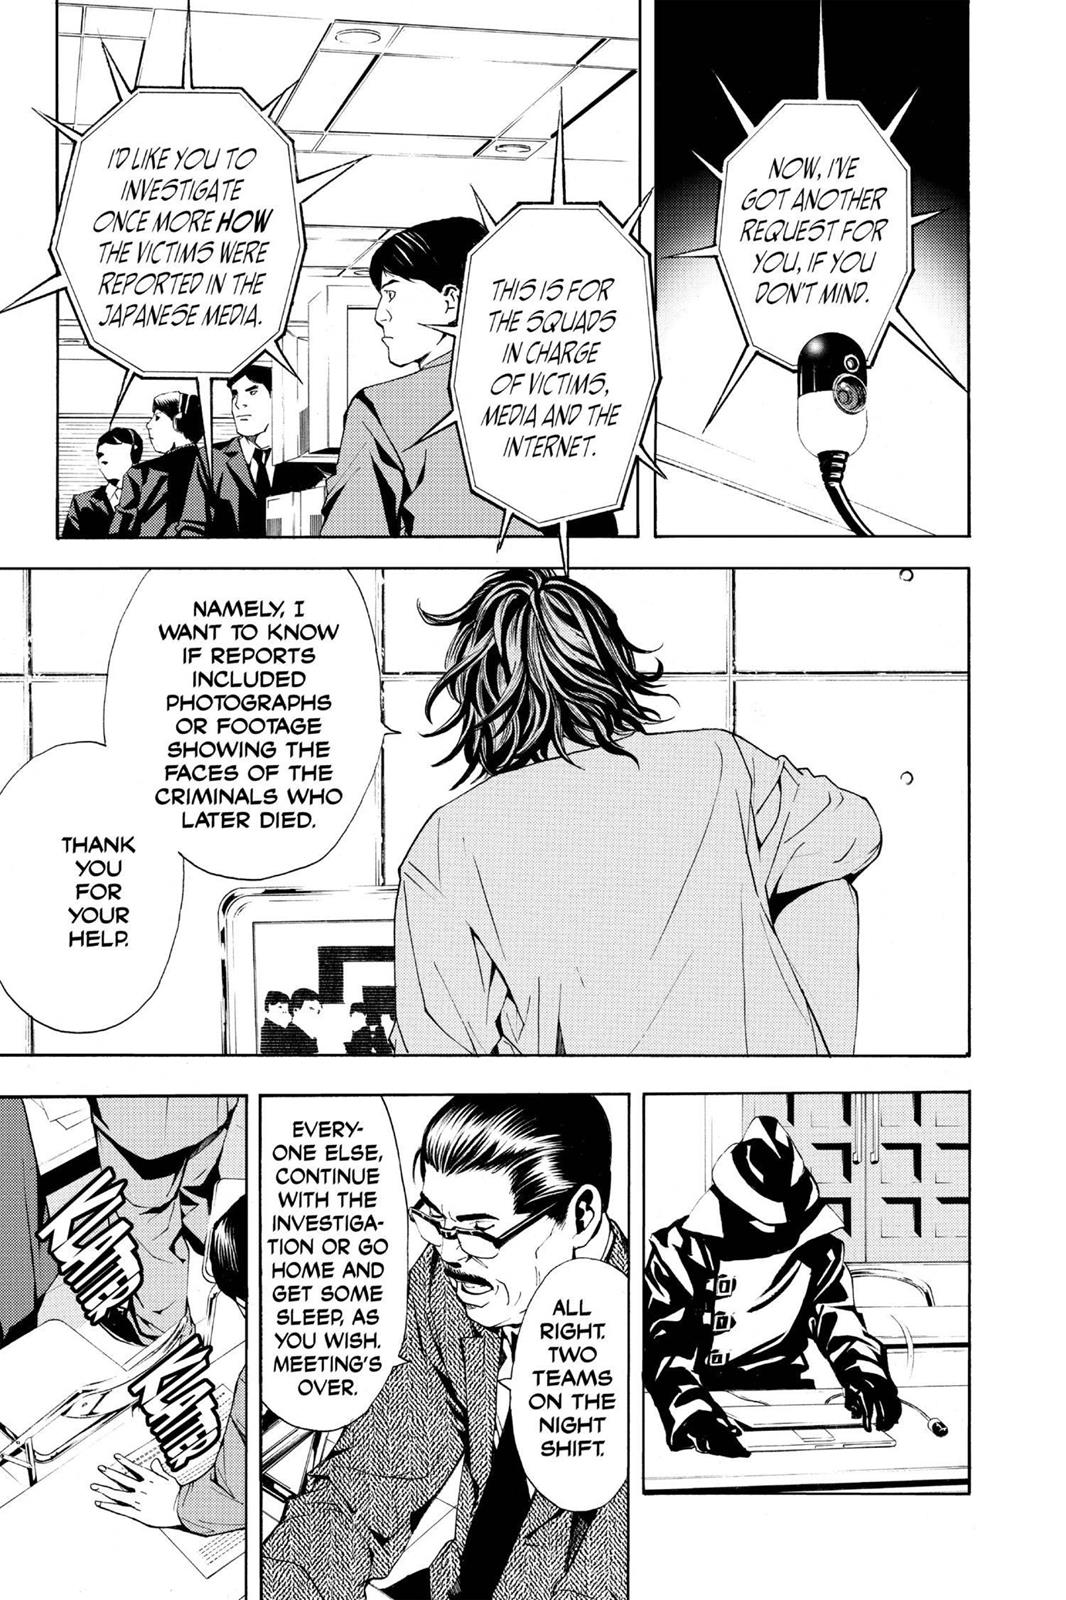 NOW, I'VE
GOT ANOTHER
REQUEST FOR
YOU, IF YOU
DON'T MIND.
THIS IS FOR
THE SQUADS
IN CHARGE
OF VICTIMS,
MEDIA AND THE
INTERNET.
I'D LIKE YOU TO
INVESTIGATE
ONCE MORE HOW
THE VICTIMS WERE
REPORTED IN THE
JAPANESE MEDIA.
NAMELY, I
WANT TO KNOW
IF REPORTS
INCLUDED
PHOTOGRAPHS
OR FOOTAGE
SHOWING THE
FACES OF THE
CRIMINALS WHO
LATER DIED.
THANK
YOU
FOR
YOUR
HELP.
ALL
RIGHT.
TWO
TEAMS
ON THE
NIGHT
SHIFT.
EVERY-
ONE ELSE,
CONTINUE
WITH THE
INVESTIGA-
TION OR GO
HOME AND
GET SOME
SLEEP, AS
YOU WISH.
MEETING'S
OVER.
KLATTER
KLATTER